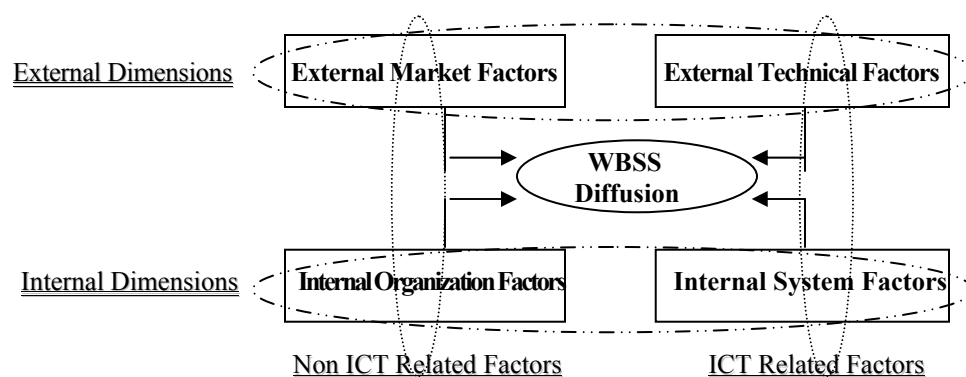 External Dimensions
External Market Factors
External Technical Factors
WBSS
Diffusion
Internal Dimensions
Internal Organization Factors
Internal System Factors
Non ICT Related Factors
ICT Related Factors